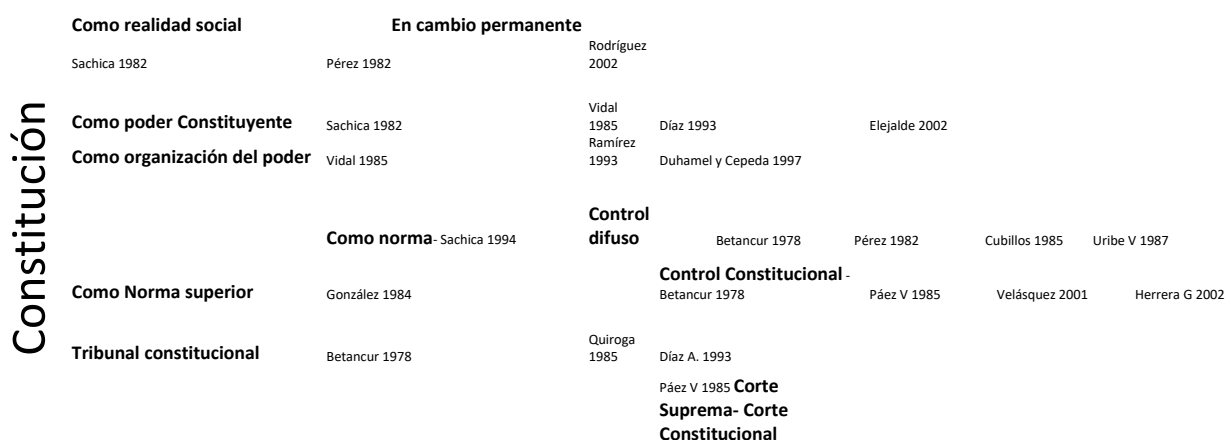 Constitución
Como realidad social En cambio permanente
Sachica 1982 Pérez 1982 Rodríguez
2002
Como poder Constituyente Sachica 1982 Vidal
1985 Díaz 1993 Elejalde 2002
Como organización del poder Vidal 1985 Ramírez
1993 Duhamel y Cepeda 1997
Como norma- Sachica 1994 Control
difuso Betancur 1978 Pérez 1982 Cubillos 1985 Uribe V 1987
Como Norma superior González 1984 Control Constitucional -
Betancur 1978 Páez V 1985 Velásquez 2001 Herrera G 2002
Tribunal constitucional Betancur 1978 Quiroga
1985 Díaz A. 1993
Páez V 1985 Corte
Suprema- Corte
Constitucional